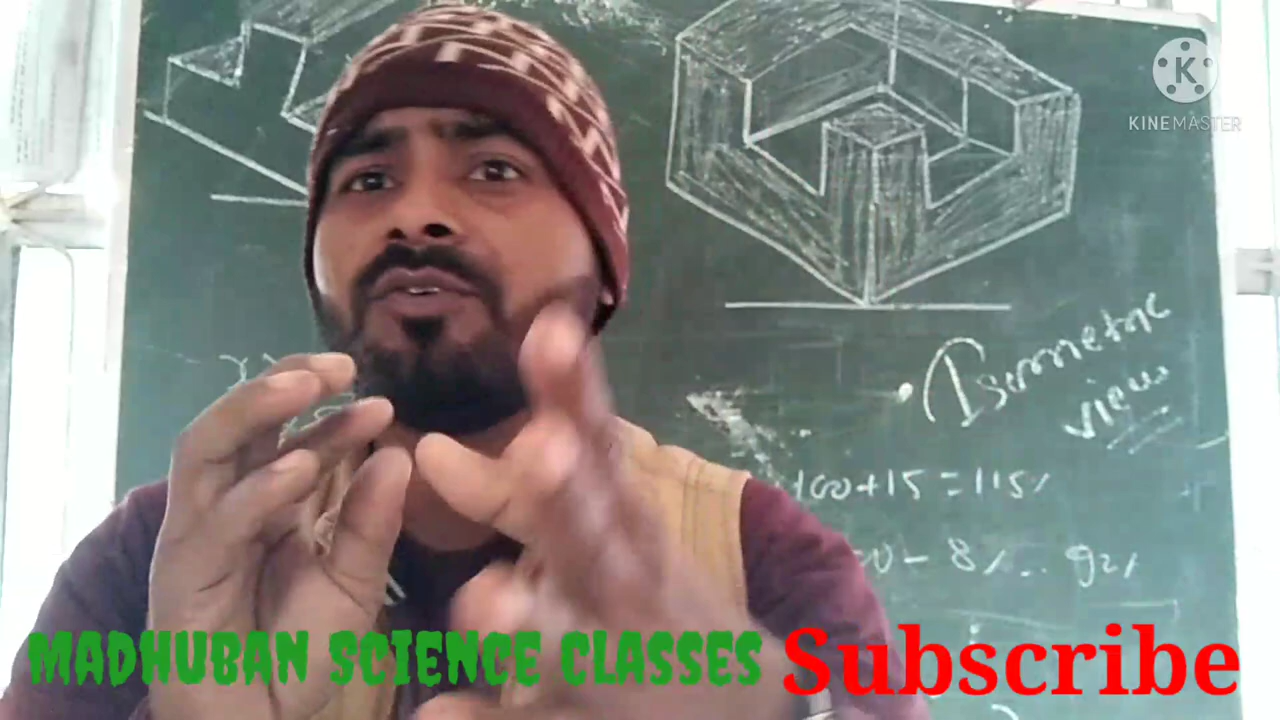 KINEMASTER
Isometric
view
100+15=115%
- 8% .. 92%
MADHUBAN SCIENCE CLASSES Subscribe